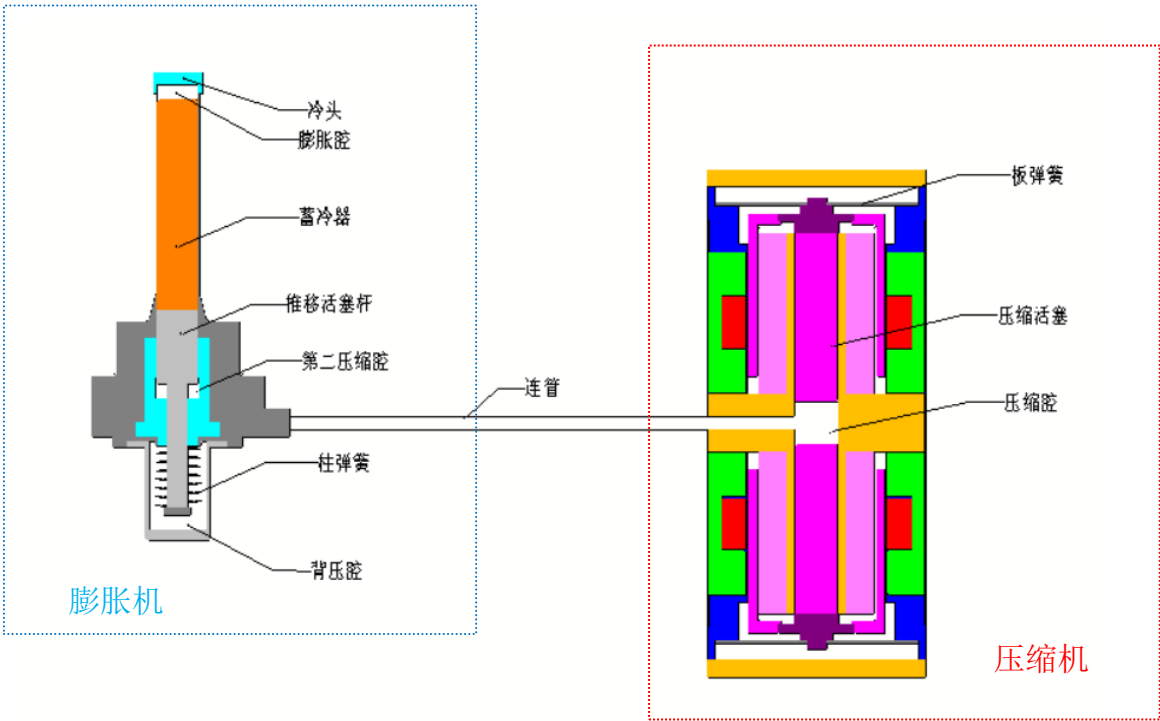 冷头
膨胀腔
蓄冷器
推移活塞杆
第二压缩腔
连管
柱弹簧
背压腔
膨胀机
板弹簧
压缩活塞
压缩腔
压缩机